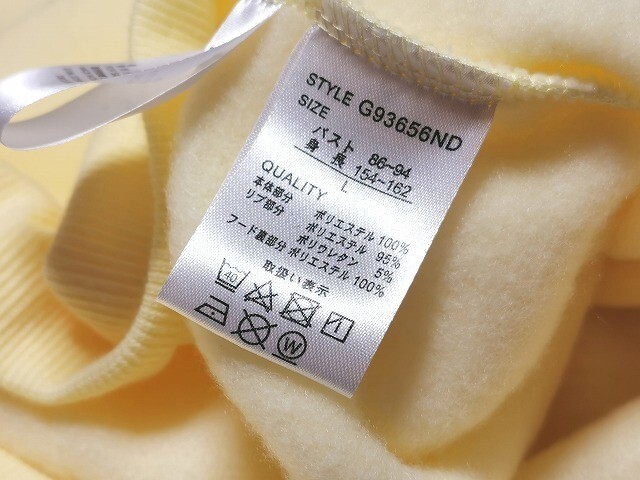 STYLE G93656ND
SIZE
バスト 86~94
身 長 154~162
L
QUALITY
本体部分 ポリエステル 100%
リブ部分 ポリエステル 95%
ポリウレタン 5%
フード裏部分 ポリエステル 100%
取扱い表示
40
W